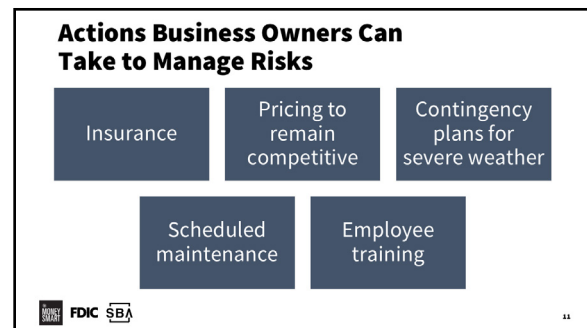 Actions Business Owners Can
Take to Manage Risks
Insurance
Pricing to
remain
competitive
Contingency
plans for
severe weather
Scheduled
maintenance
Employee
training
MONEY
SMART
FDIC
SBA
11